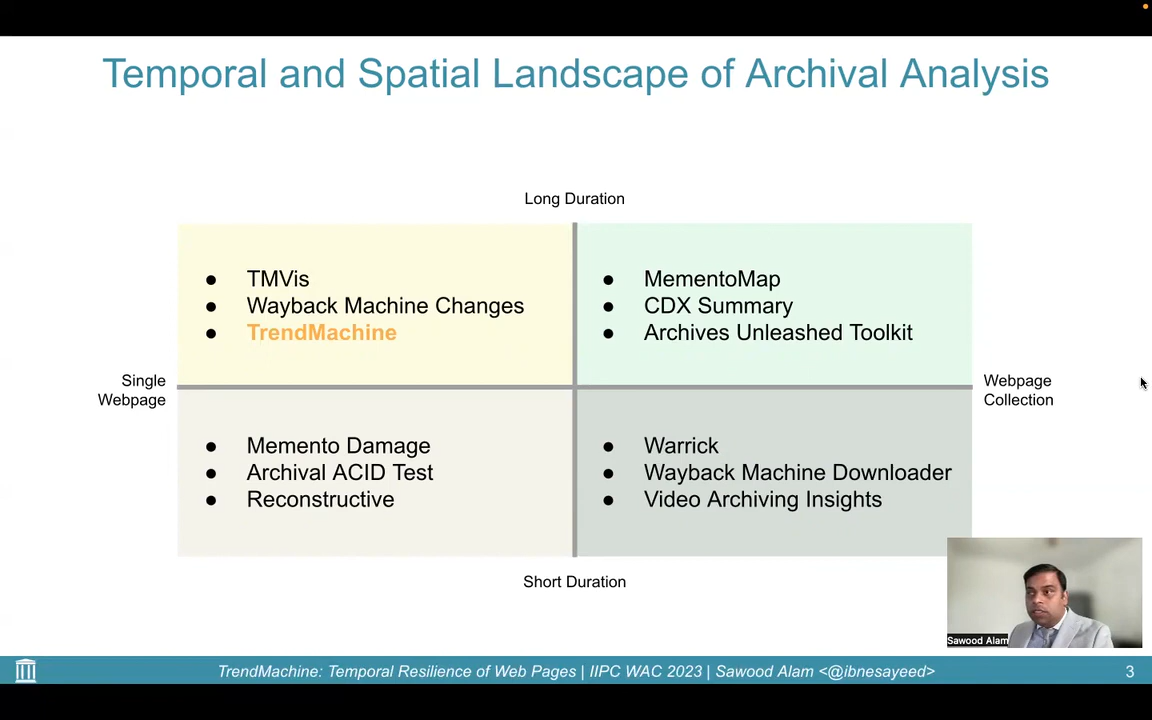 Temporal and Spatial Landscape of Archival Analysis
Long Duration
● TMVis
● Wayback Machine Changes
● TrendMachine
● MementoMap
● CDX Summary
● Archives Unleashed Toolkit
Single
Webpage
Webpage
Collection
● Memento Damage
● Archival ACID Test
● Reconstructive
● Warrick
● Wayback Machine Downloader
● Video Archiving Insights
Short Duration
Sawood Alam
TrendMachine: Temporal Resilience of Web Pages | IIPC WAC 2023 | Sawood Alam <@ibnesayeed>
3